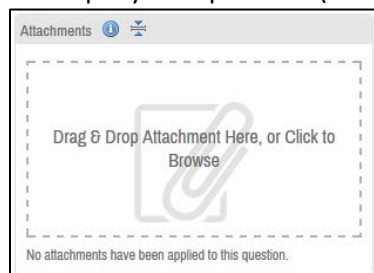 Attachments
Drag & Drop Attachment Here, or Click to
Browse
No attachments have been applied to this question.